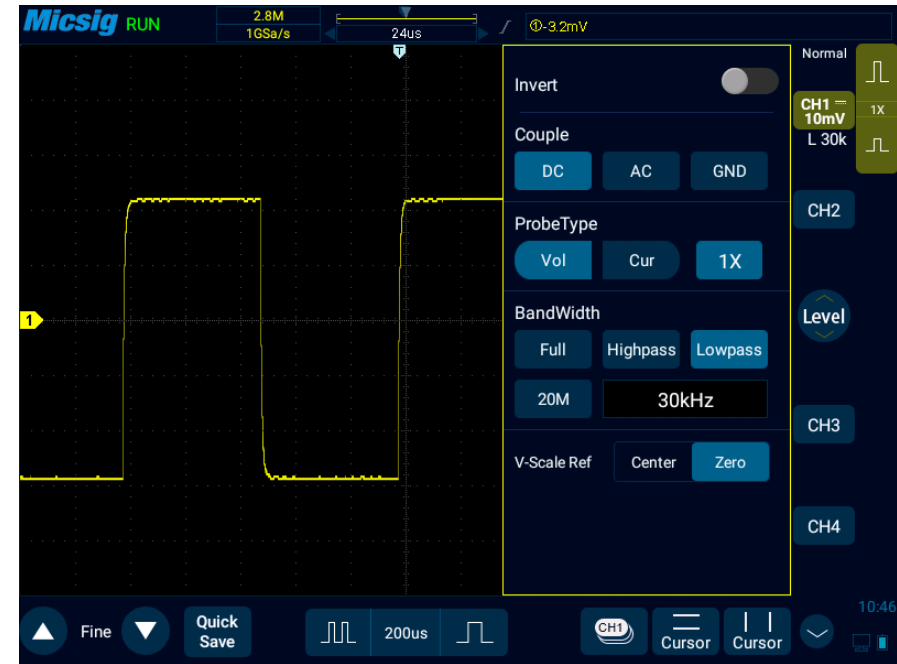 Micsig RUN 2.8M 1GSa/s 24us ①-3.2mV
T
Normal
Invert
CH1
10mV
1X
L 30k
Couple
DC AC GND
CH2
ProbeType
Vol Cur 1X
1
BandWidth
Level
Full Highpass Lowpass
20M 30kHz
CH3
V-Scale Ref Center Zero
CH4
10:46
Fine Quick Save 200us CH1 Cursor Cursor